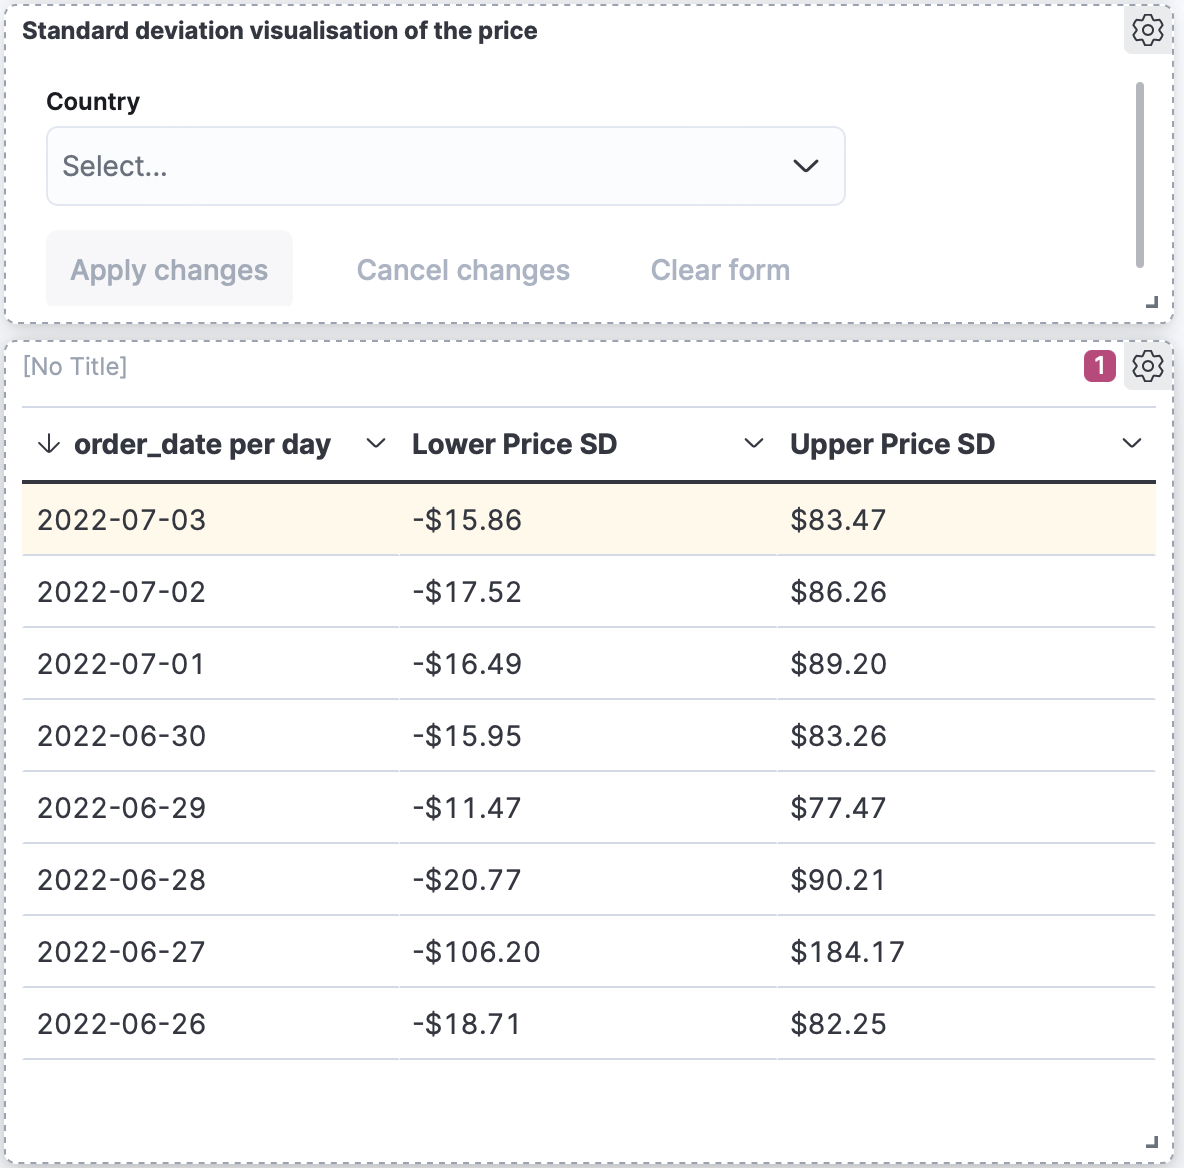 Standard deviation visualisation of the price
Country
Select...
Apply changes Cancel changes Clear form
[No Title] 1
order_date per day Lower Price SD Upper Price SD
2022-07-03 -$15.86 $83.47
2022-07-02 -$17.52 $86.26
2022-07-01 -$16.49 $89.20
2022-06-30 -$15.95 $83.26
2022-06-29 -$11.47 $77.47
2022-06-28 -$20.77 $90.21
2022-06-27 -$106.20 $184.17
2022-06-26 -$18.71 $82.25